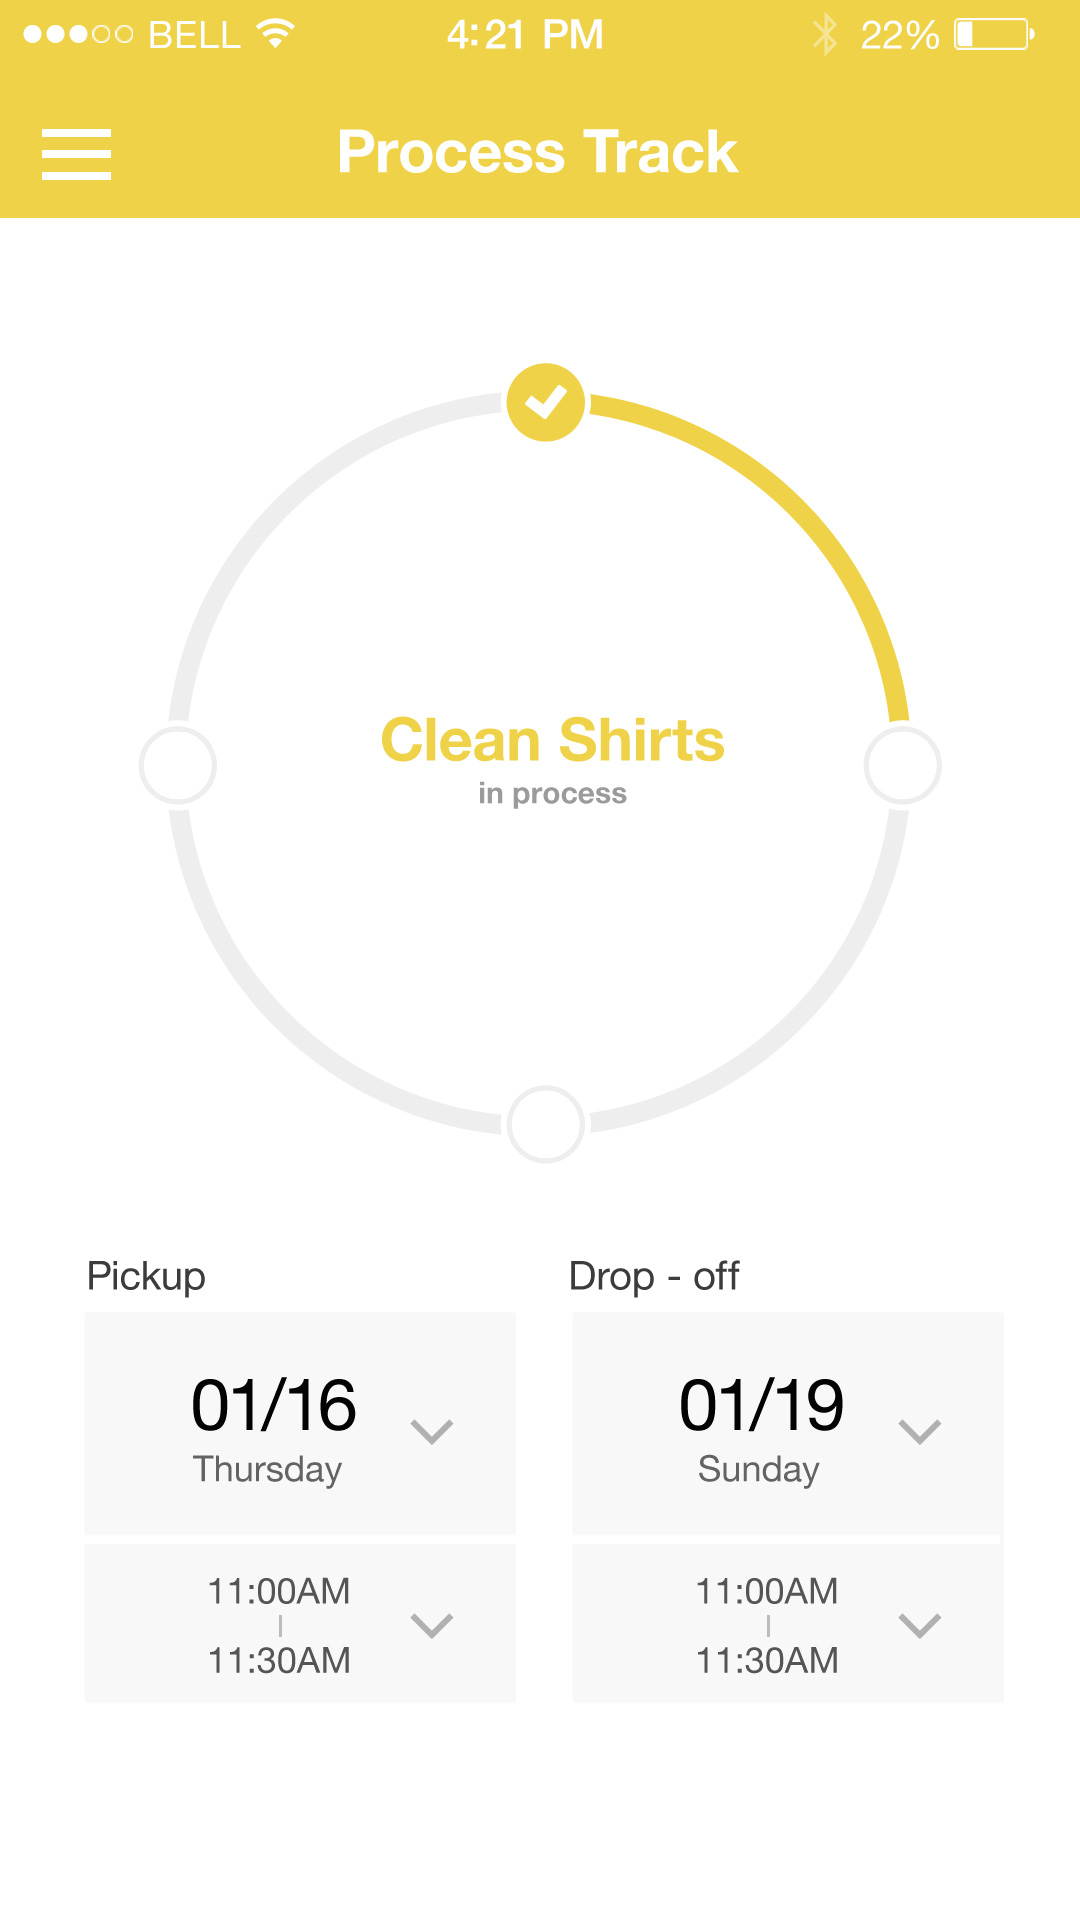 BELL 4:21 PM 22%
Process Track
Clean Shirts
in process
Pickup
Drop - off
01/16
Thursday
01/19
Sunday
11:00AM
11:30AM
11:00AM
11:30AM